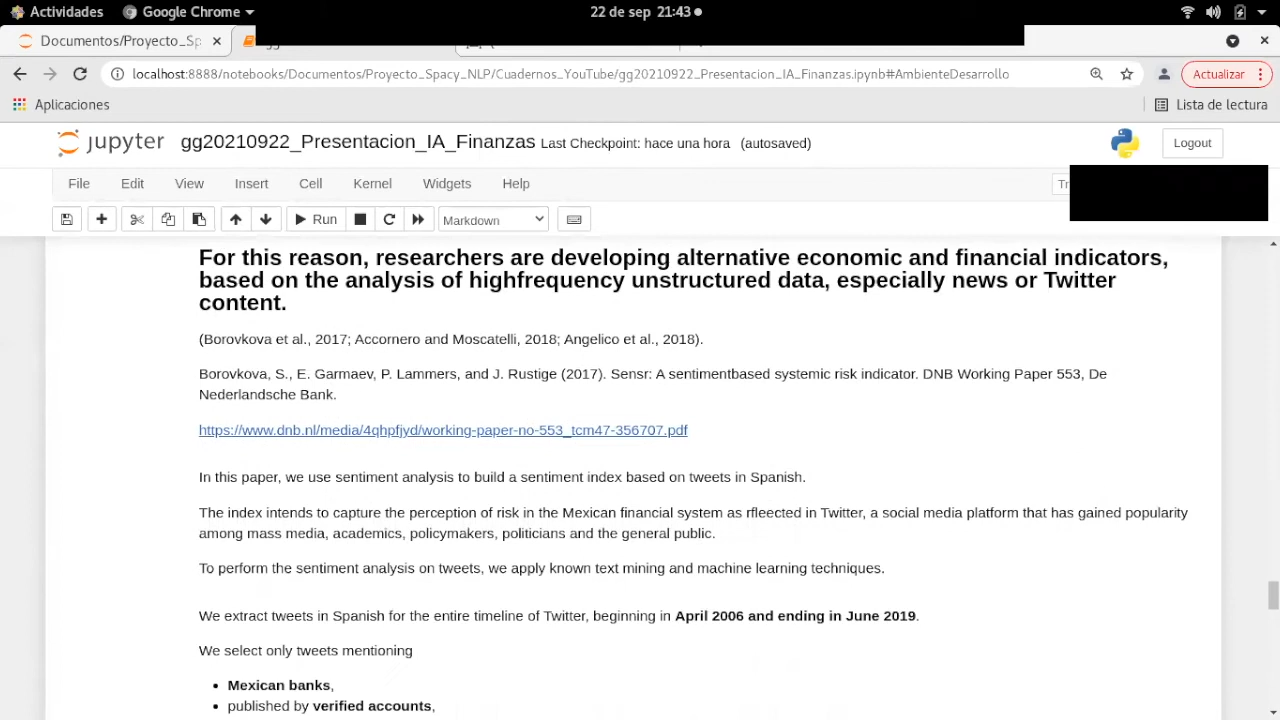 Actividades
Google Chrome
22 de sep 21:43
Documentos/Proyecto_Sp
localhost:8888/notebooks/Documentos/Proyecto_Spacy_NLP/Cuadernos_YouTube/gg20210922_Presentacion_IA_Finanzas.ipynb#AmbienteDesarrollo
Actualizar
Aplicaciones
Lista de lectura
jupyter gg20210922_Presentacion_IA_Finanzas Last Checkpoint: hace una hora (autosaved)
Logout
File Edit View Insert Cell Kernel Widgets Help
Run Markdown
For this reason, researchers are developing alternative economic and financial indicators,
based on the analysis of highfrequency unstructured data, especially news or Twitter
content.
(Borovkova et al., 2017; Accornero and Moscatelli, 2018; Angelico et al., 2018).
Borovkova, S., E. Garmaev, P. Lammers, and J. Rustige (2017). Sensr: A sentimentbased systemic risk indicator. DNB Working Paper 553, De
Nederlandsche Bank.
https://www.dnb.nl/media/4qhpfjyd/working-paper-no-553_tcm47-356707.pdf
In this paper, we use sentiment analysis to build a sentiment index based on tweets in Spanish.
The index intends to capture the perception of risk in the Mexican financial system as rfleected in Twitter, a social media platform that has gained popularity
among mass media, academics, policymakers, politicians and the general public.
To perform the sentiment analysis on tweets, we apply known text mining and machine learning techniques.
We extract tweets in Spanish for the entire timeline of Twitter, beginning in April 2006 and ending in June 2019.
We select only tweets mentioning
• Mexican banks,
• published by verified accounts,